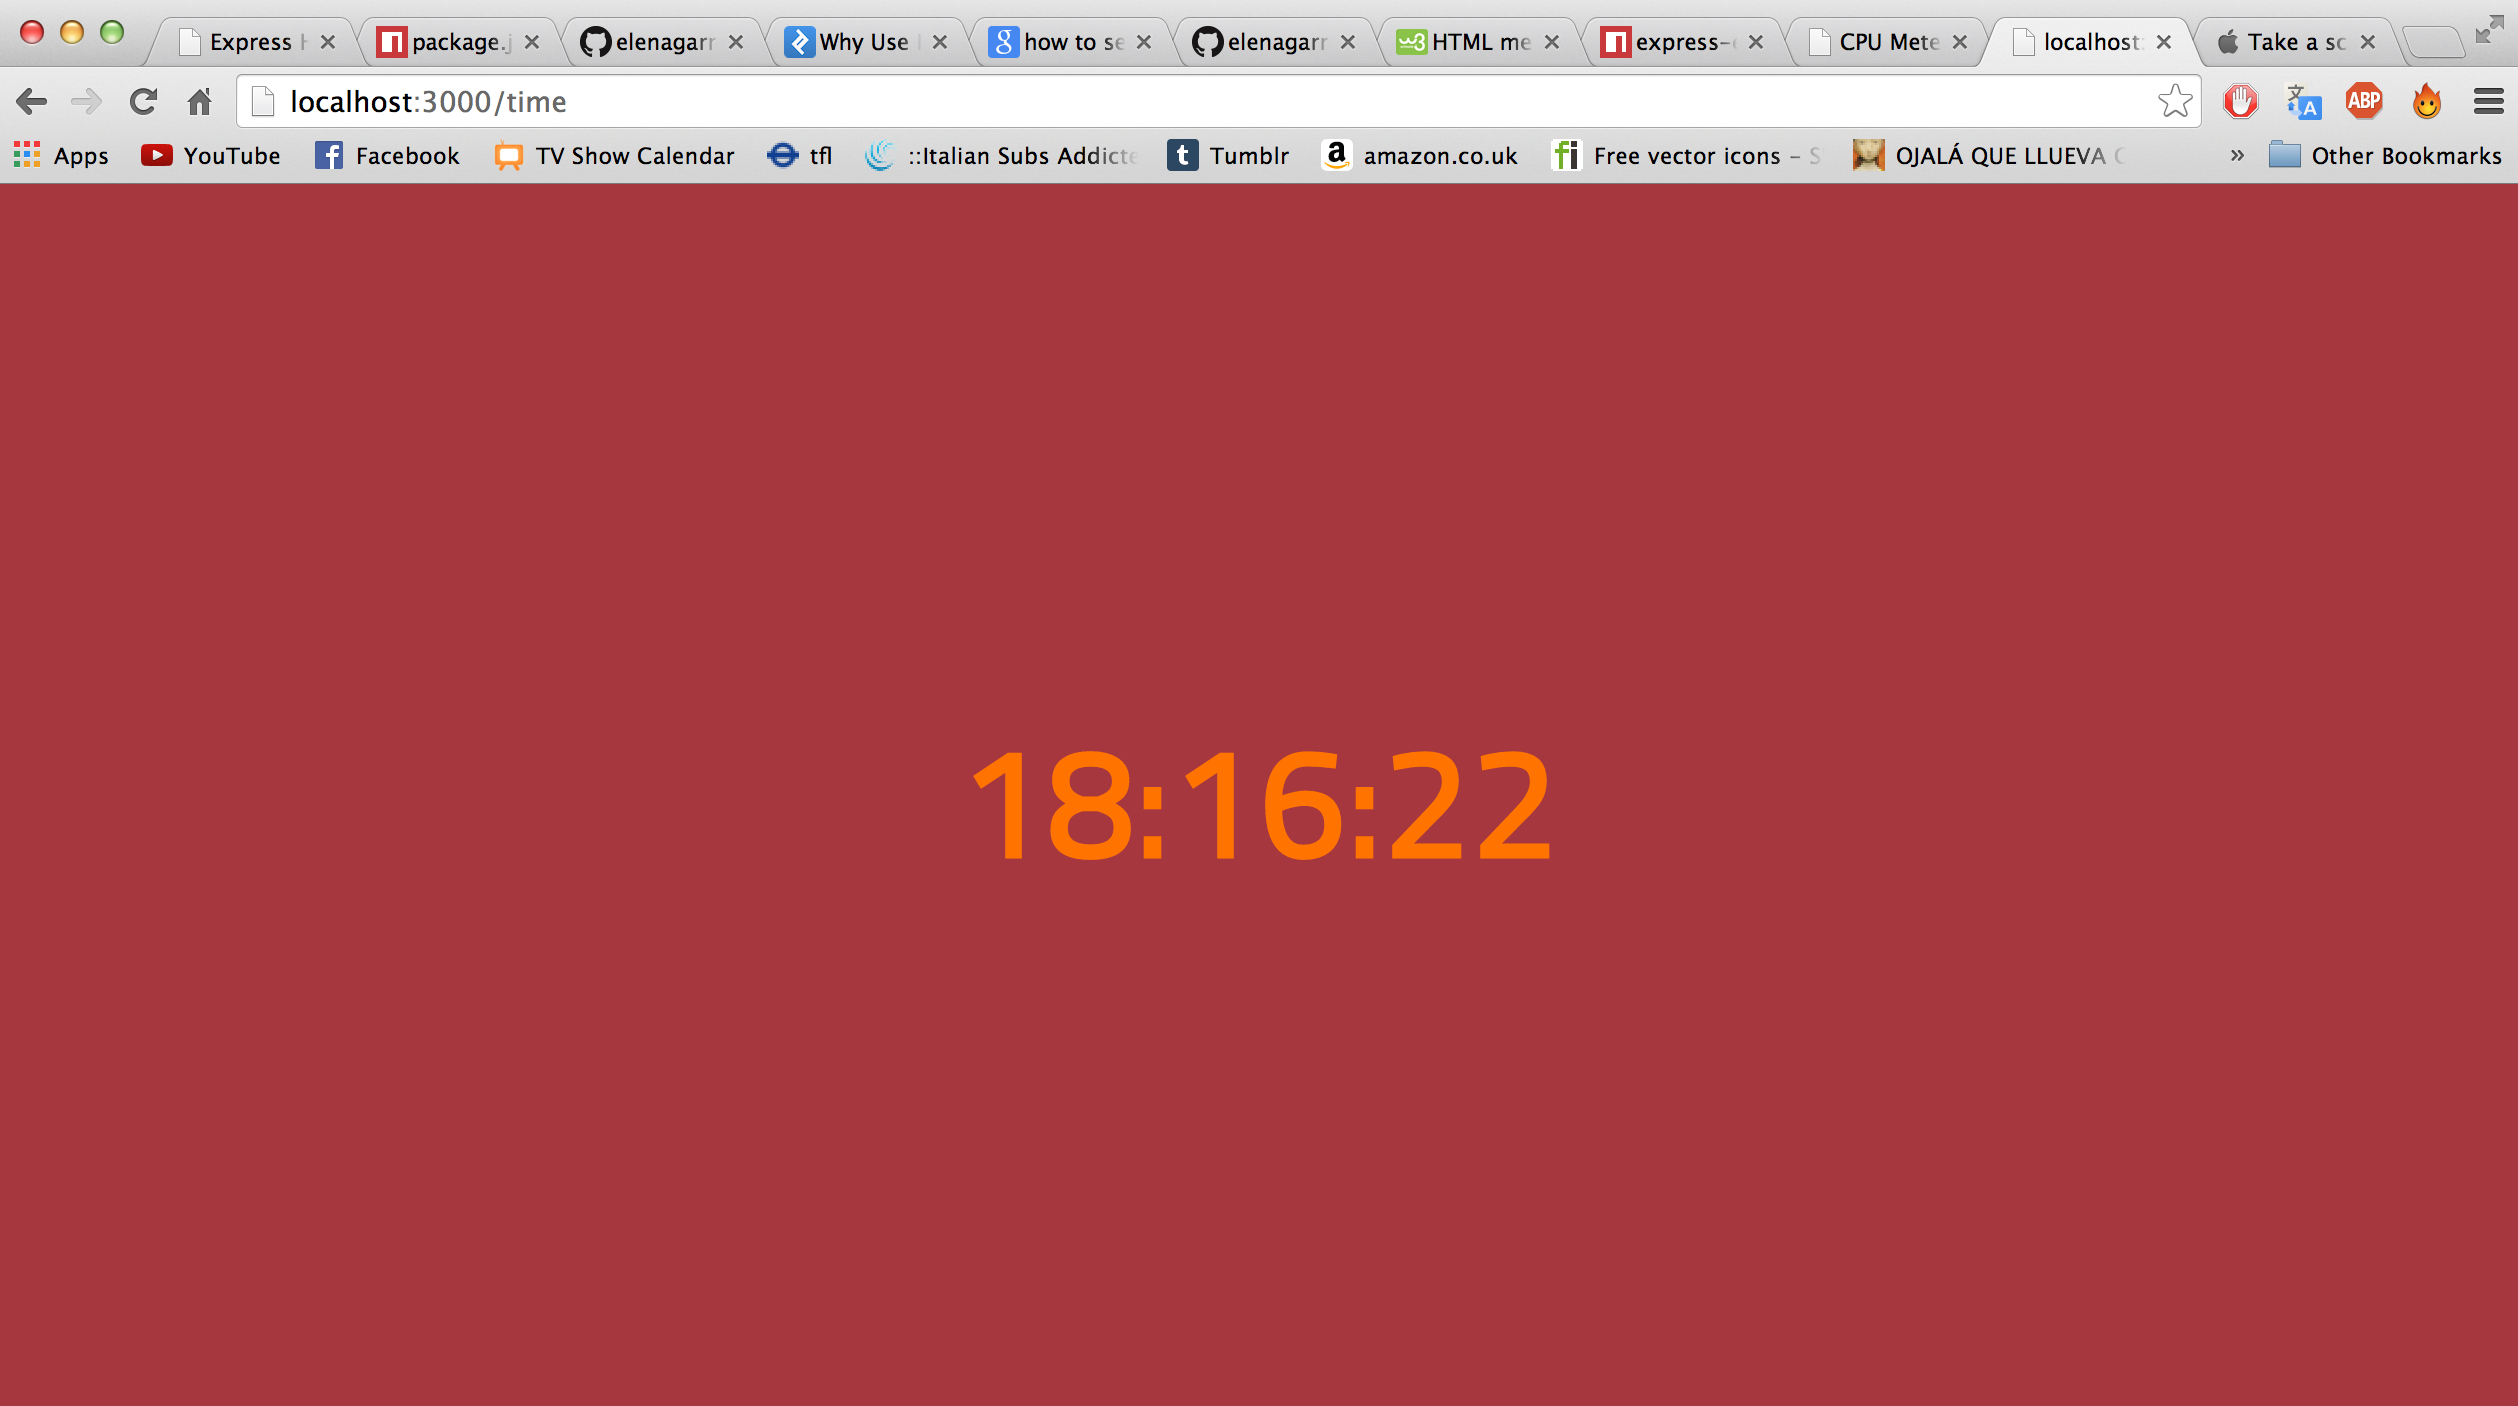 Express
package.j
elenagarr
Why Use
how to se
elenagarr
HTML me
express-
CPU Mete
localhost:
Take a sc
localhost:3000/time
ABP
Apps
YouTube
Facebook
TV Show Calendar
tfl
::Italian Subs Addicte
Tumblr
amazon.co.uk
Free vector icons – S
OJALÁ QUE LLUEVA C
»
Other Bookmarks
18:16:22